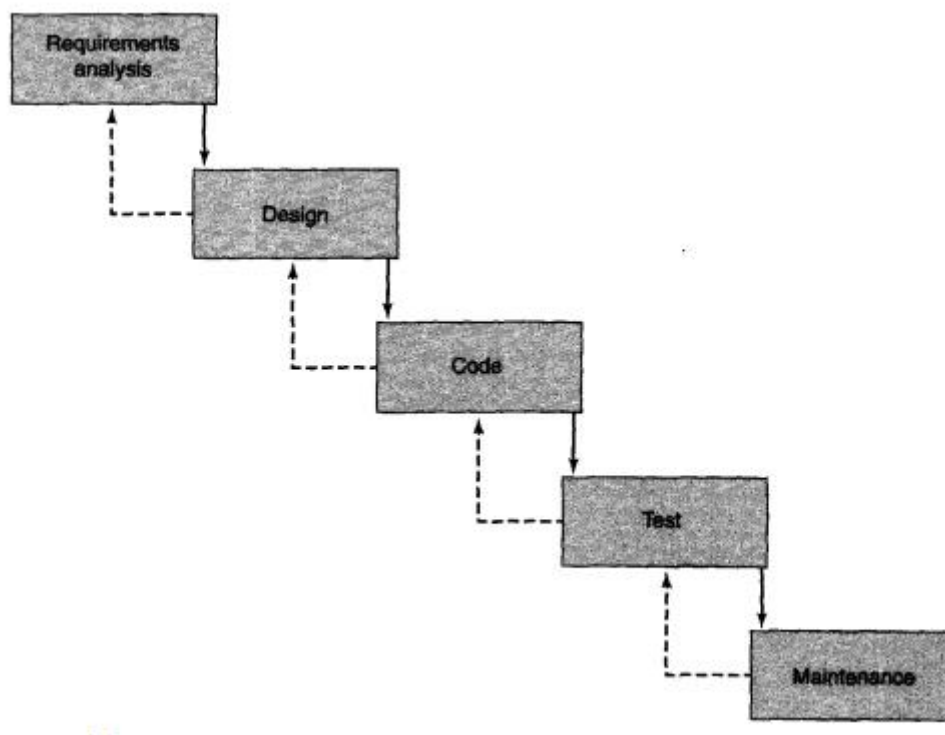 Requirements
analysis
Design
Code
Test
Maintenance